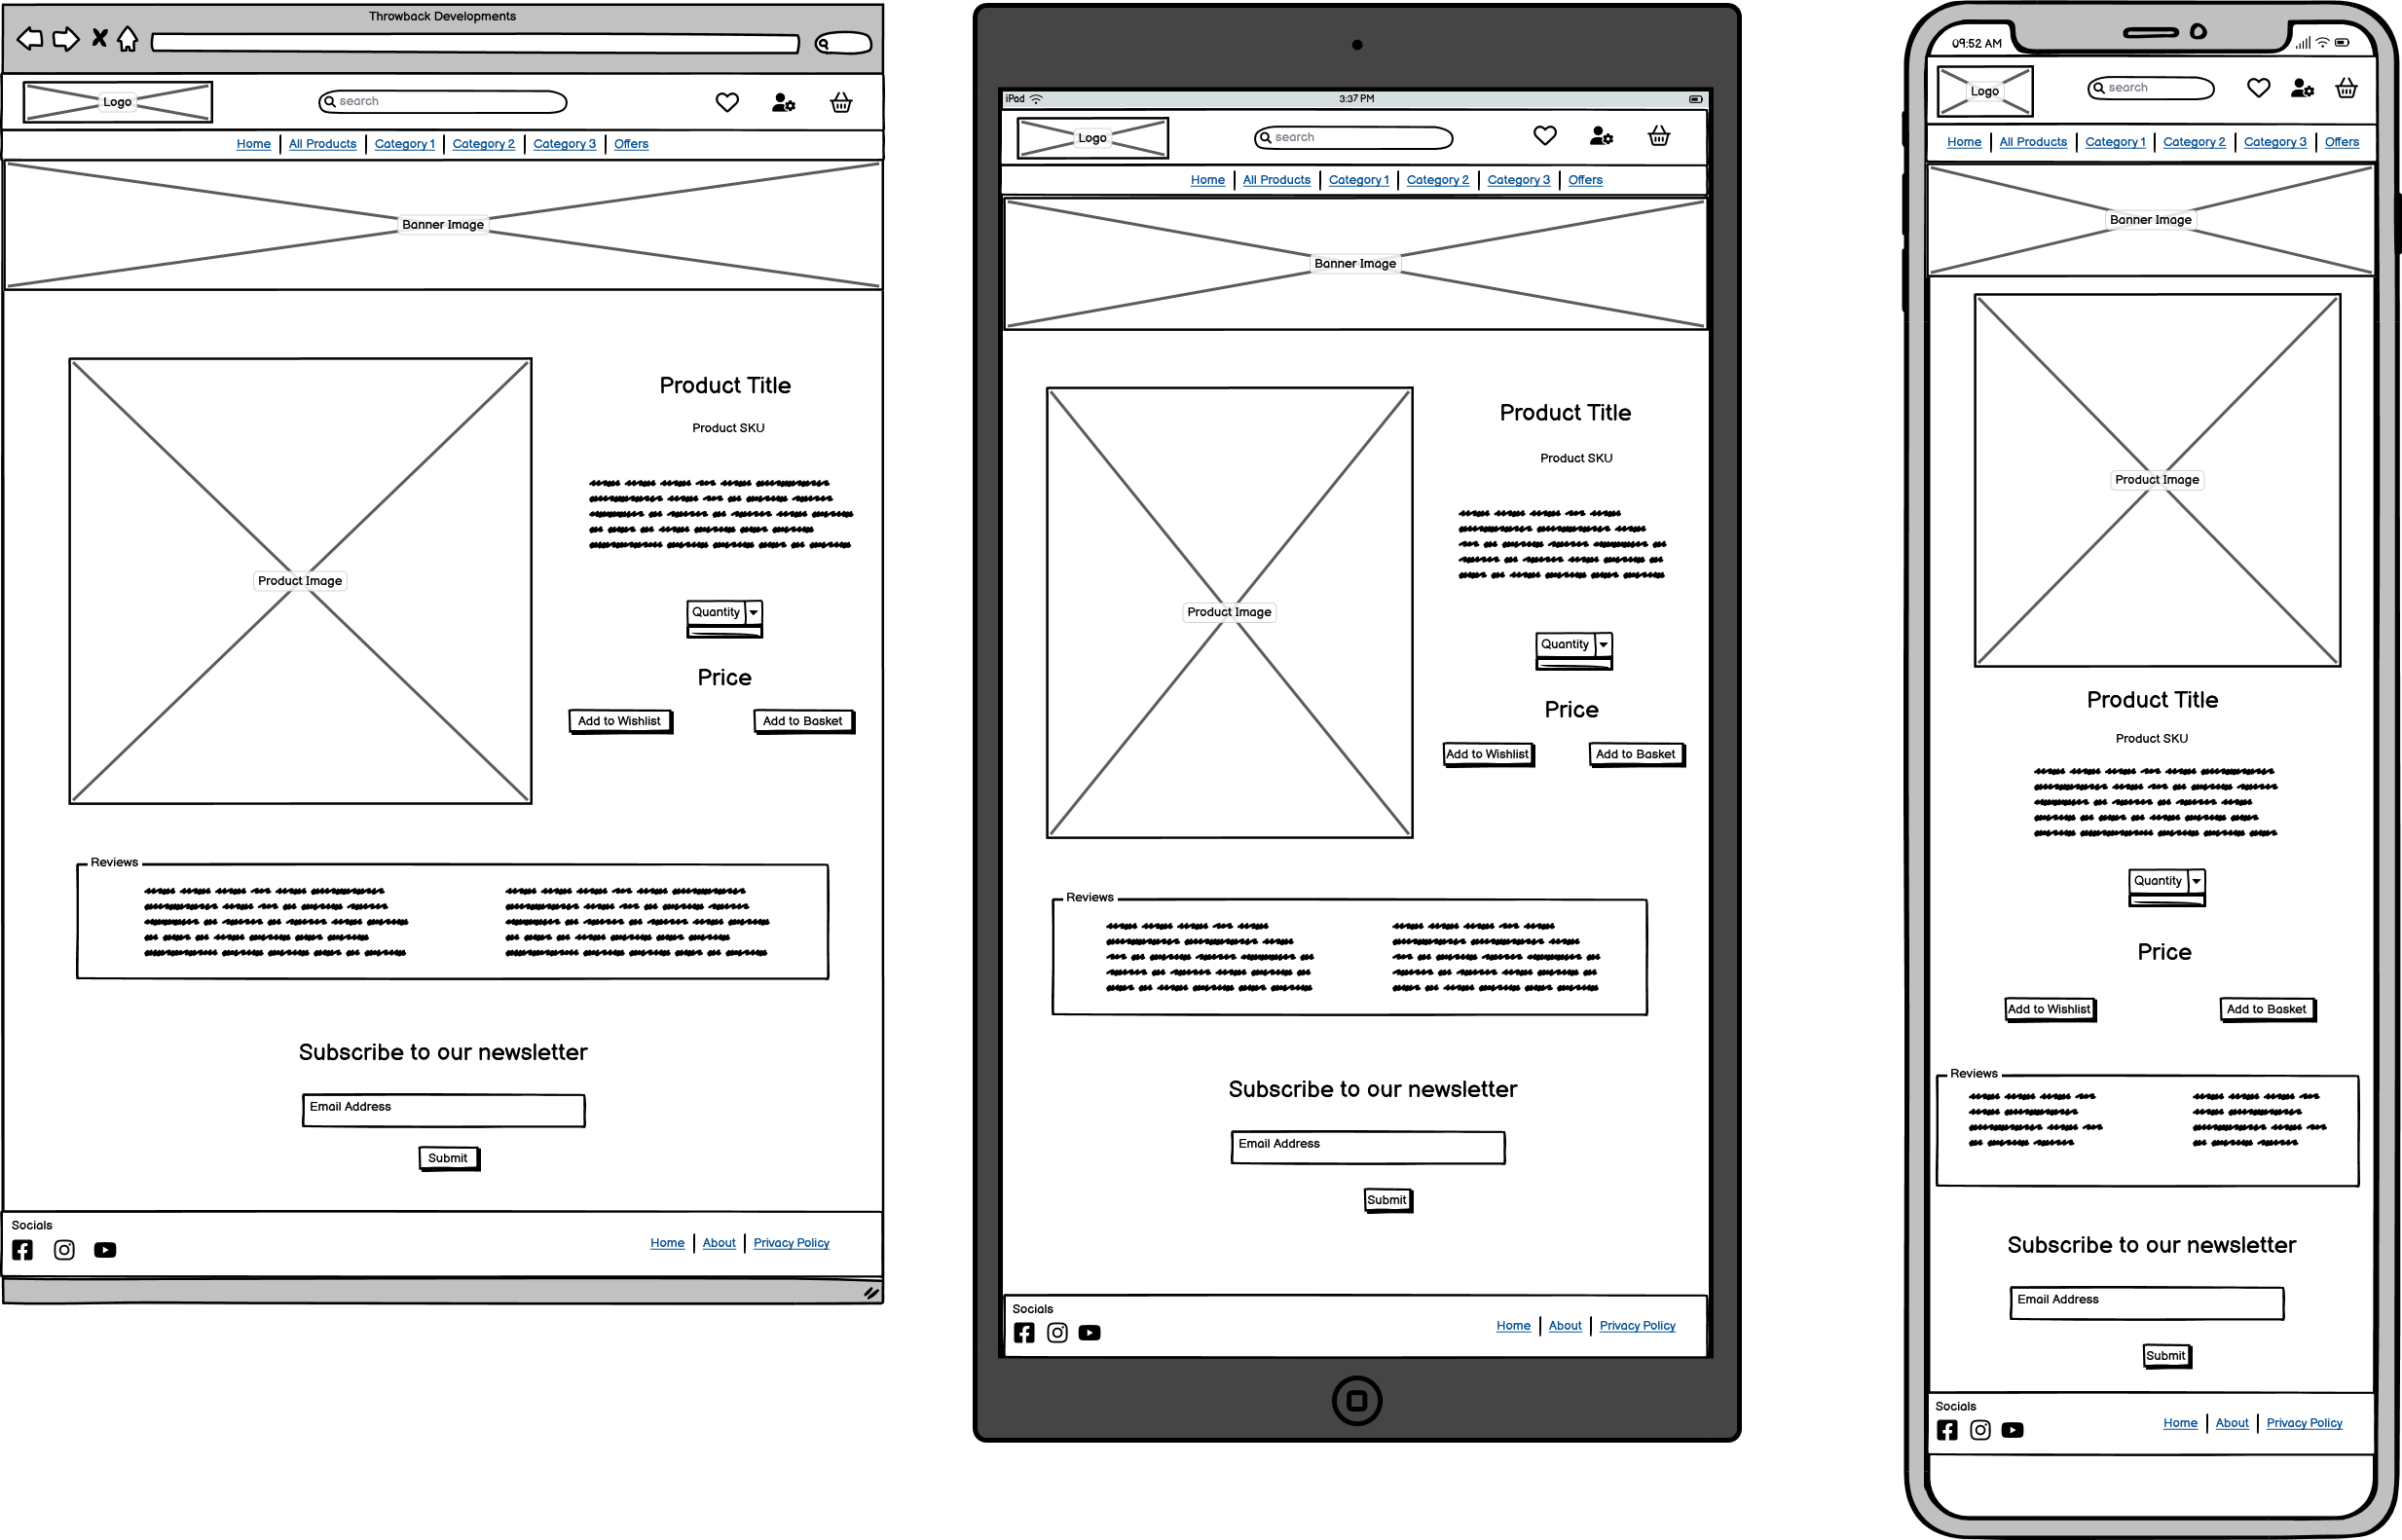 Throwback Developments
Logo
search
Home All Products Category 1 Category 2 Category 3 Offers
Banner Image
Product Image
Product Title
Product SKU
Quantity
Price
Add to Wishlist Add to Basket
Reviews
Subscribe to our newsletter
Email Address
Submit
Socials
Home About Privacy Policy
iPad 3:37 PM
Logo
search
Home All Products Category 1 Category 2 Category 3 Offers
Banner Image
Product Image
Product Title
Product SKU
Quantity
Price
Add to Wishlist Add to Basket
Reviews
Subscribe to our newsletter
Email Address
Submit
Socials
Home About Privacy Policy
09:52 AM
Logo
search
Home All Products Category 1 Category 2 Category 3 Offers
Banner Image
Product Image
Product Title
Product SKU
Quantity
Price
Add to Wishlist Add to Basket
Reviews
Subscribe to our newsletter
Email Address
Submit
Socials
Home About Privacy Policy